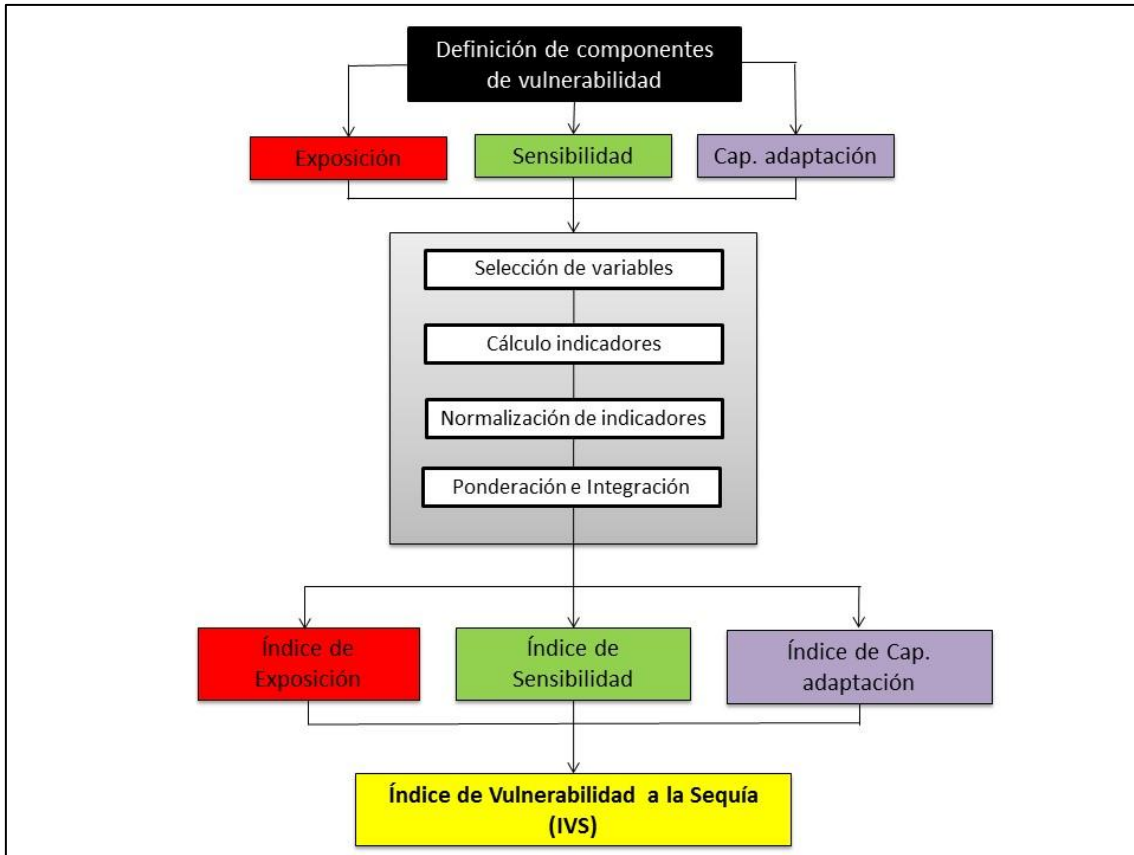 Definición de componentes
de vulnerabilidad
Exposición
Sensibilidad
Cap. adaptación
Selección de variables
Cálculo indicadores
Normalización de indicadores
Ponderación e Integración
Índice de
Exposición
Índice de
Sensibilidad
Índice de Cap.
adaptación
Índice de Vulnerabilidad a la Sequía
(IVS)